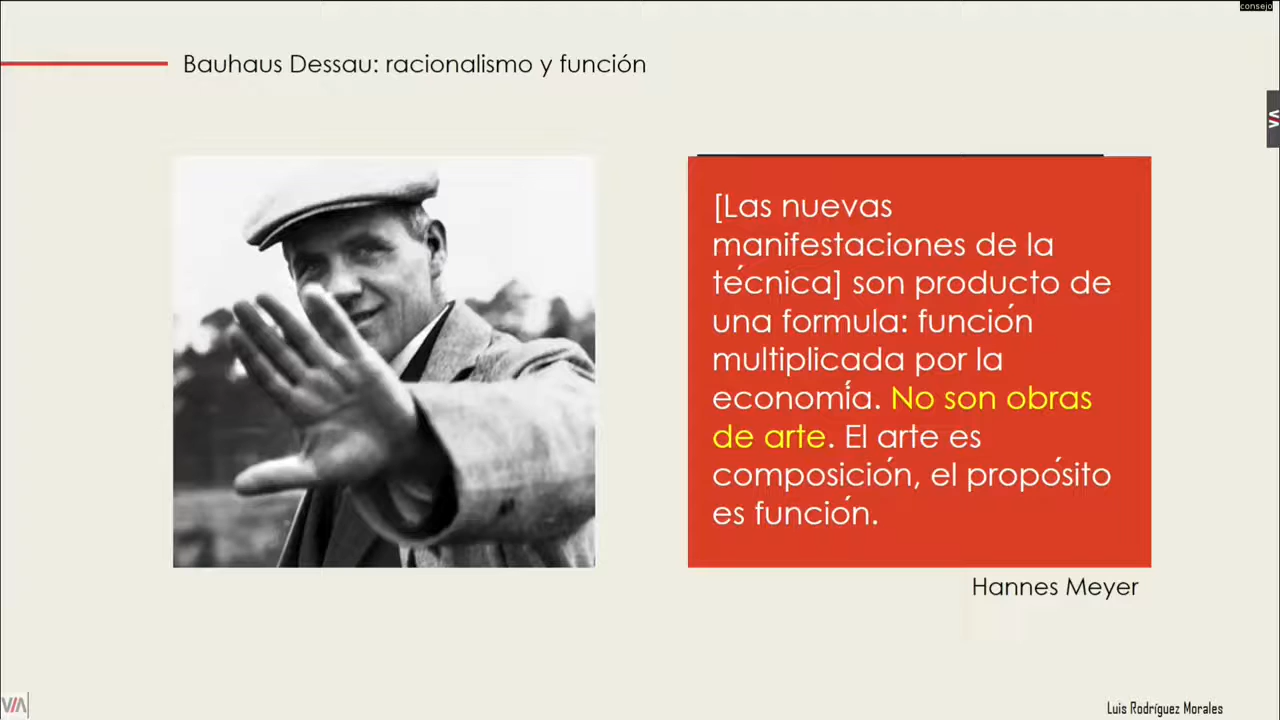 consejo
Bauhaus Dessau: racionalismo y función
[Las nuevas
manifestaciones de la
técnica] son producto de
una formula: función
multiplicada por la
economía. No son obras
de arte. El arte es
composición, el propósito
es función.
Hannes Meyer
VIA
Luis Rodríguez Morales